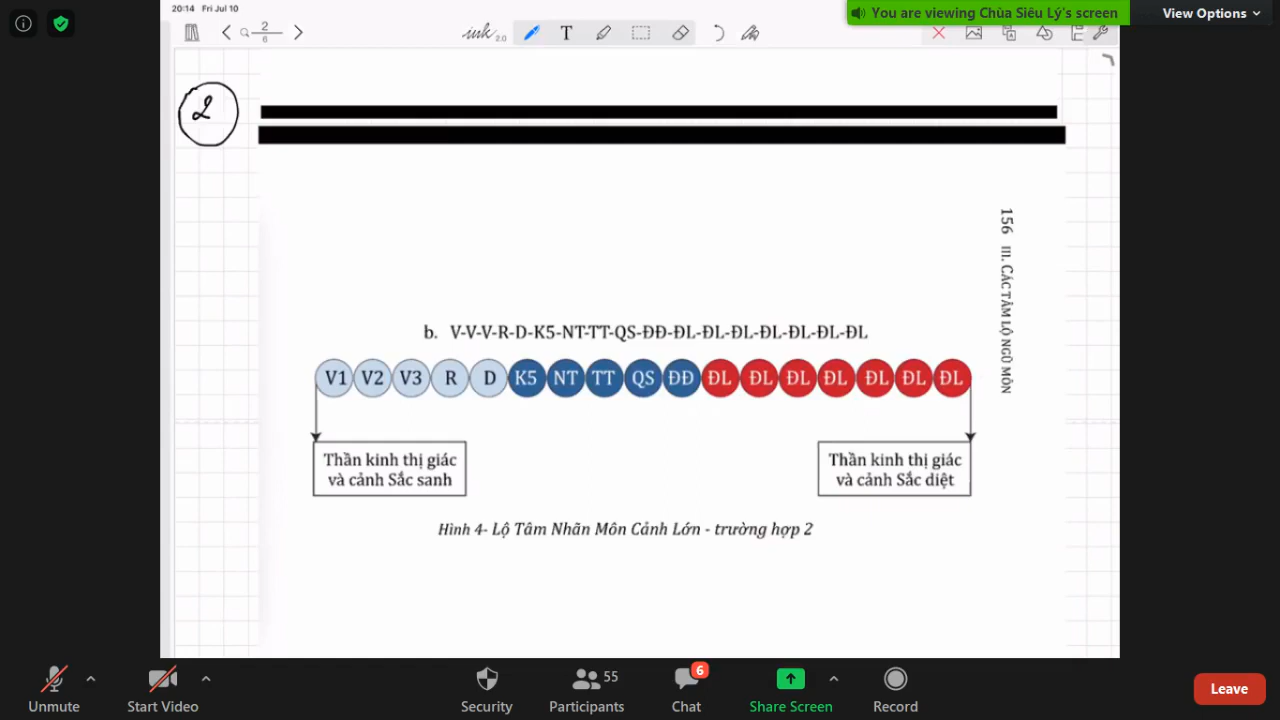 20:14 Fri Jul 10
You are viewing Chùa Siêu Lý's screen
View Options
2
6
ink 2.0
T
2
156 III. CÁC TÂM LỘ NGŨ MÔN
b. V-V-V-R-D-K5-NT-TT-QS-ĐĐ-ĐL-ĐL-ĐL-ĐL-ĐL-ĐL-ĐL
V1 V2 V3 R D K5 NT TT QS ĐĐ ĐL ĐL ĐL ĐL ĐL ĐL ĐL
Thần kinh thị giác
và cảnh Sắc sanh
Thần kinh thị giác
và cảnh Sắc diệt
Hình 4- Lộ Tâm Nhãn Môn Cảnh Lớn - trường hợp 2
55
6
Unmute
Start Video
Security
Participants
Chat
Share Screen
Record
Leave